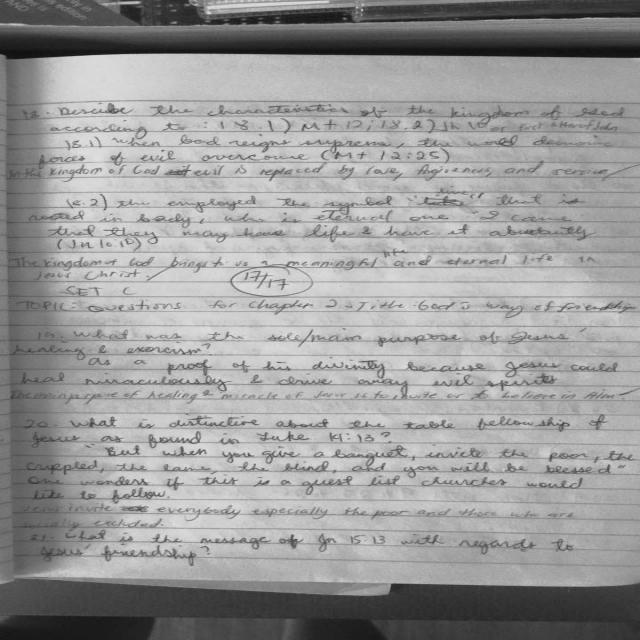 18. Describe the characteristics of the kingdom of God
according to: 18.1) Mt 12; 18.2) Jn 10
18.1) when God reigns supreme, the world demonic
forces of evil overcome (Mt 12:25)
In the kingdom of God evil is replaced by love, and service
18.2) they employed the symbol that is
rooted in who is eternal one "I came
that they may have life & have it abundantly
(Jn 10:10)
The kingdom of God brings to us a meaningful and eternal life in
Jesus Christ.
17/17
SET C
TOPIC: Questions for Chapter 2 Title God's way of friendship
19. What was the sole/main purpose of Jesus'
healing & exorcism?
As a proof of his divinity because Jesus could
heal miraculously & drive away evil spirits
The main purpose of healing & miracle of Jesus is to invite or to believe in Him
20. What is distinctive about the table fellowship of
Jesus as found in Luke 14:13?
"But when you give a banquet, invite the poor, the
crippled, the lame, the blind, and you will be blessed"
One wonders if this is a guest list churches would
like to follow.
Jesus invite everybody especially the poor and those who are
usually excluded.
21. What is the message of Jn 15:13 with regards to
Jesus' friendship?